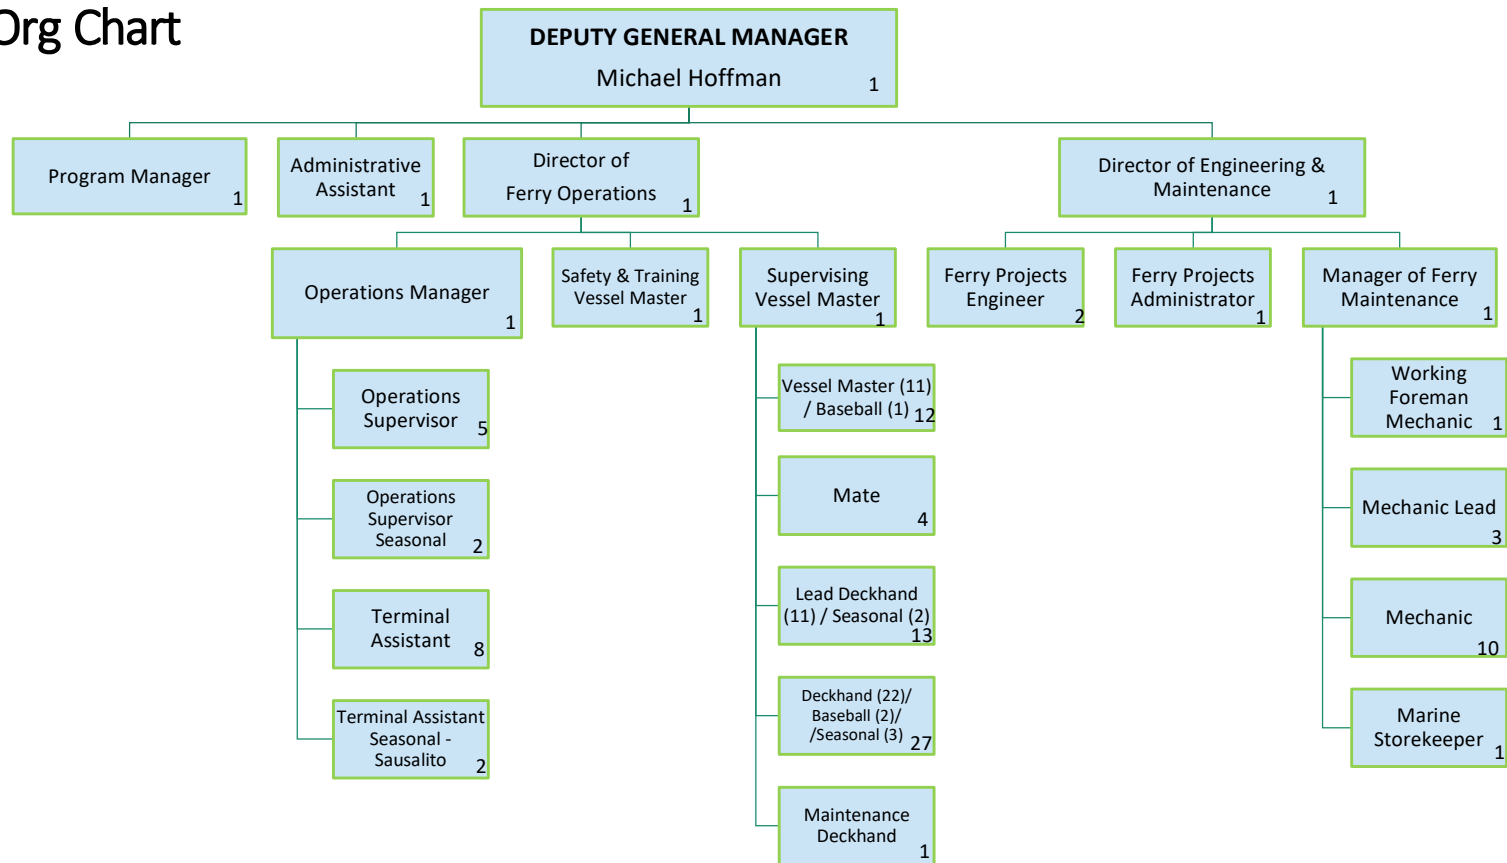 Org Chart
DEPUTY GENERAL MANAGER
Michael Hoffman
1
Program Manager
1
Administrative
Assistant
1
Director of
Ferry Operations
1
Director of Engineering &
Maintenance
1
Operations Manager
1
Safety & Training
Vessel Master
1
Supervising
Vessel Master
1
Ferry Projects
Engineer
2
Ferry Projects
Administrator
1
Manager of Ferry
Maintenance
1
Operations
Supervisor
5
Operations
Supervisor
Seasonal
2
Terminal
Assistant
8
Terminal Assistant
Seasonal -
Sausalito
2
Vessel Master (11)
/ Baseball (1)
12
Mate
4
Lead Deckhand
(11) / Seasonal (2)
13
Deckhand (22)/
Baseball (2)/
/Seasonal (3)
27
Maintenance
Deckhand
1
Working
Foreman
Mechanic
1
Mechanic Lead
3
Mechanic
10
Marine
Storekeeper
1